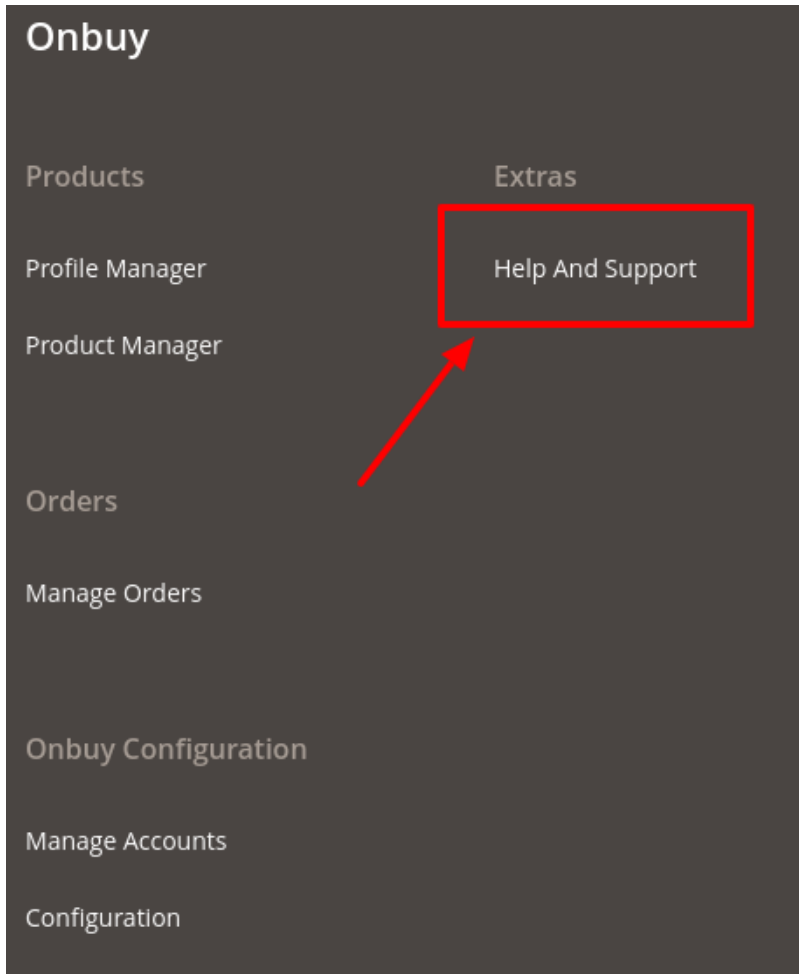 Onbuy
Products
Profile Manager
Product Manager
Orders
Manage Orders
Onbuy Configuration
Manage Accounts
Configuration
Extras
Help And Support